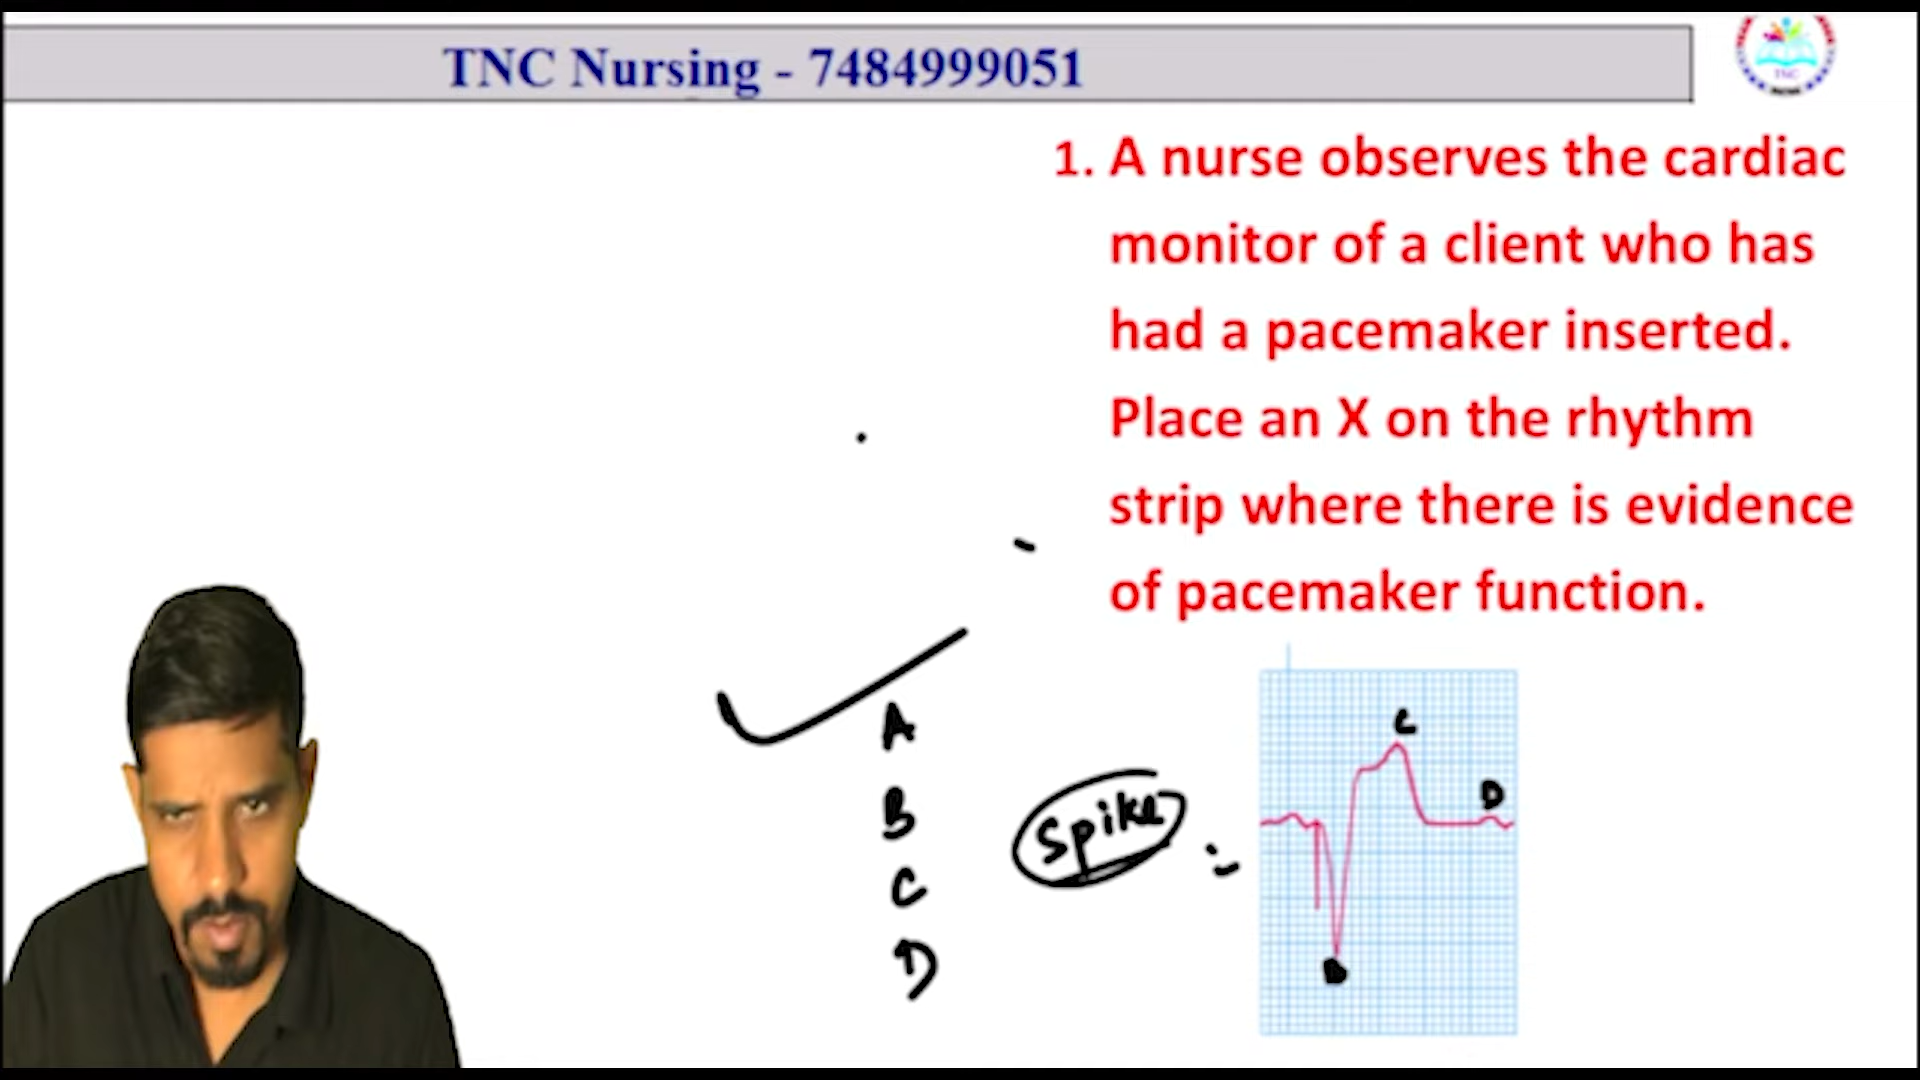 TNC Nursing - 7484999051
TNC
1. A nurse observes the cardiac
monitor of a client who has
had a pacemaker inserted.
Place an X on the rhythm
strip where there is evidence
of pacemaker function.
A
B
C
D
Spike
C
D
B